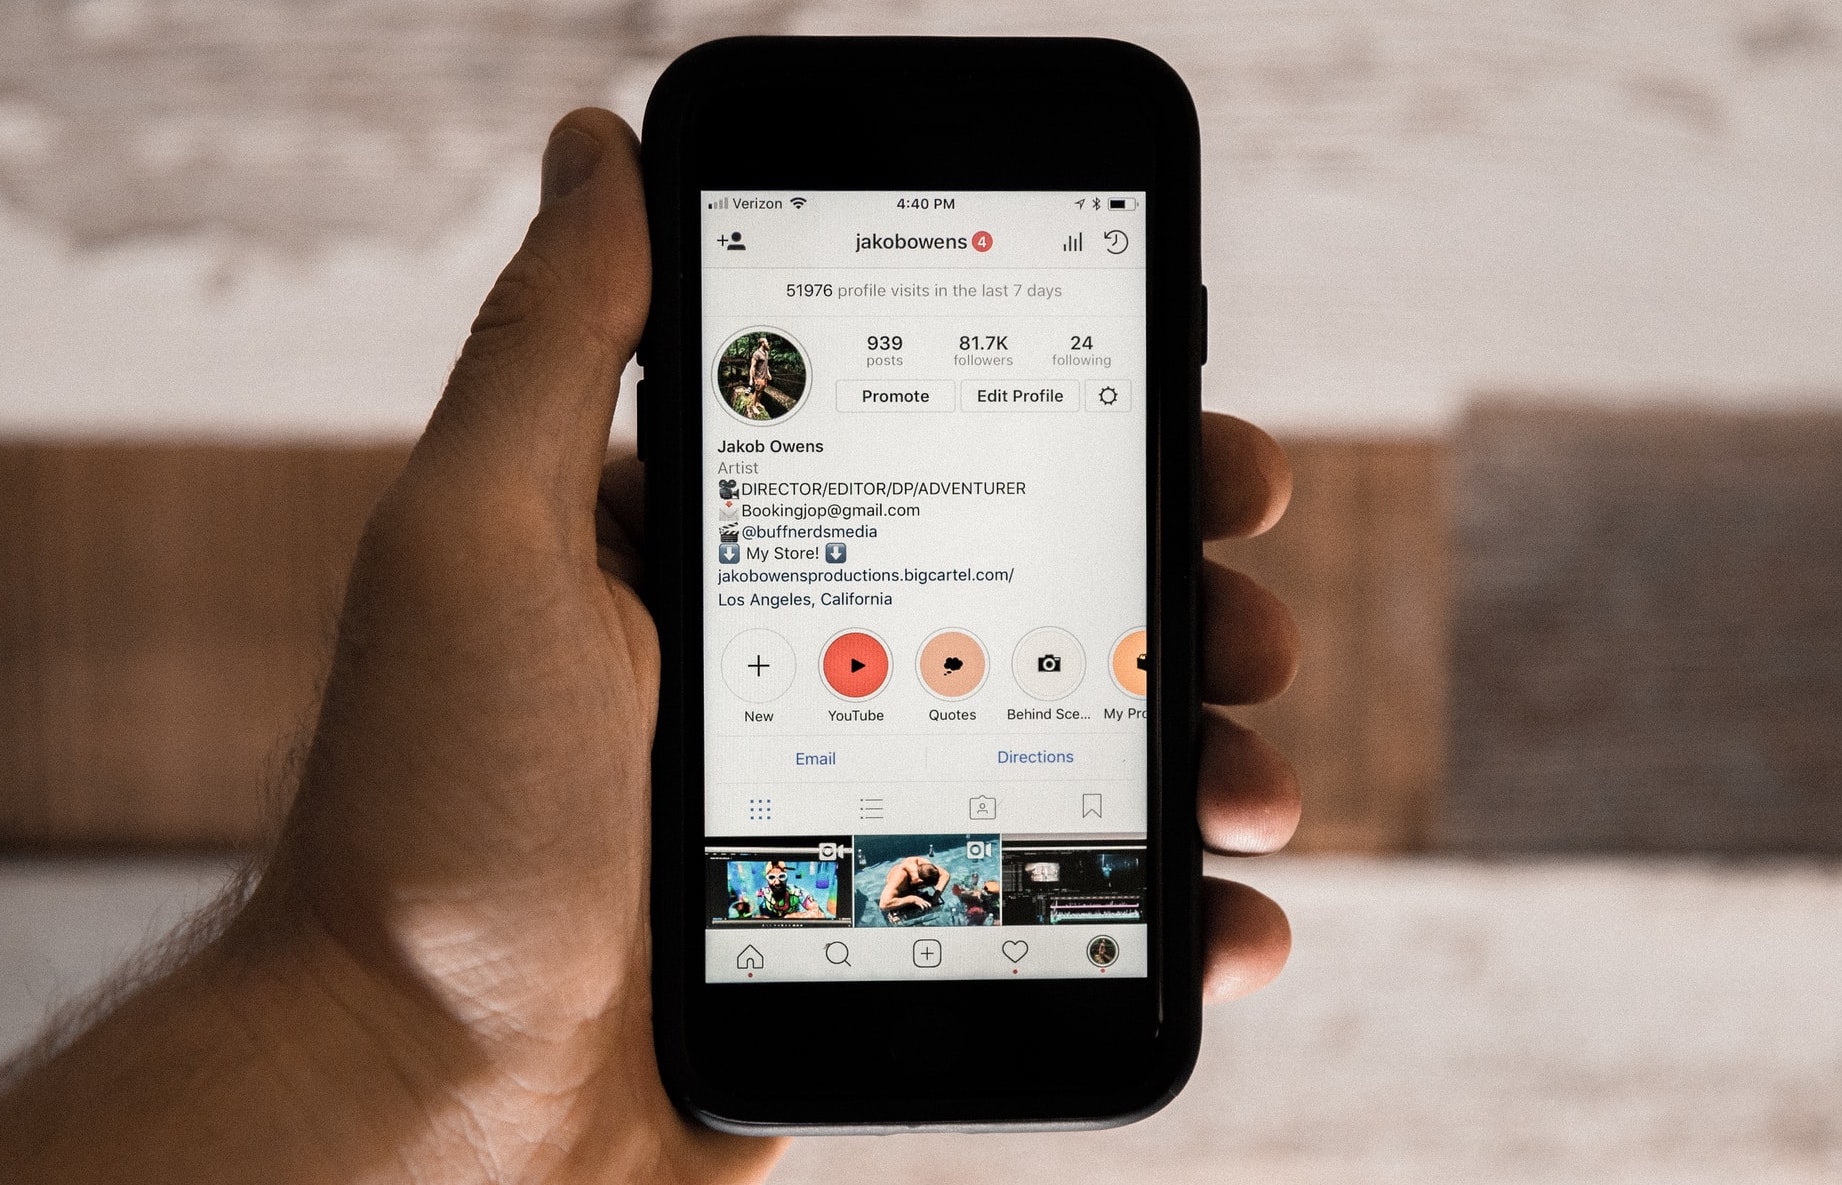 Verizon 4:40 PM
jakobowens 4
51976 profile visits in the last 7 days
939 81.7K 24
posts followers following
Promote Edit Profile
Jakob Owens
Artist
DIRECTOR/EDITOR/DP/ADVENTURER
Bookingjop@gmail.com
@buffnerdsmedia
My Store!
jakobowensproductions.bigcartel.com/
Los Angeles, California
New YouTube Quotes Behind Sce... My Pro
Email Directions